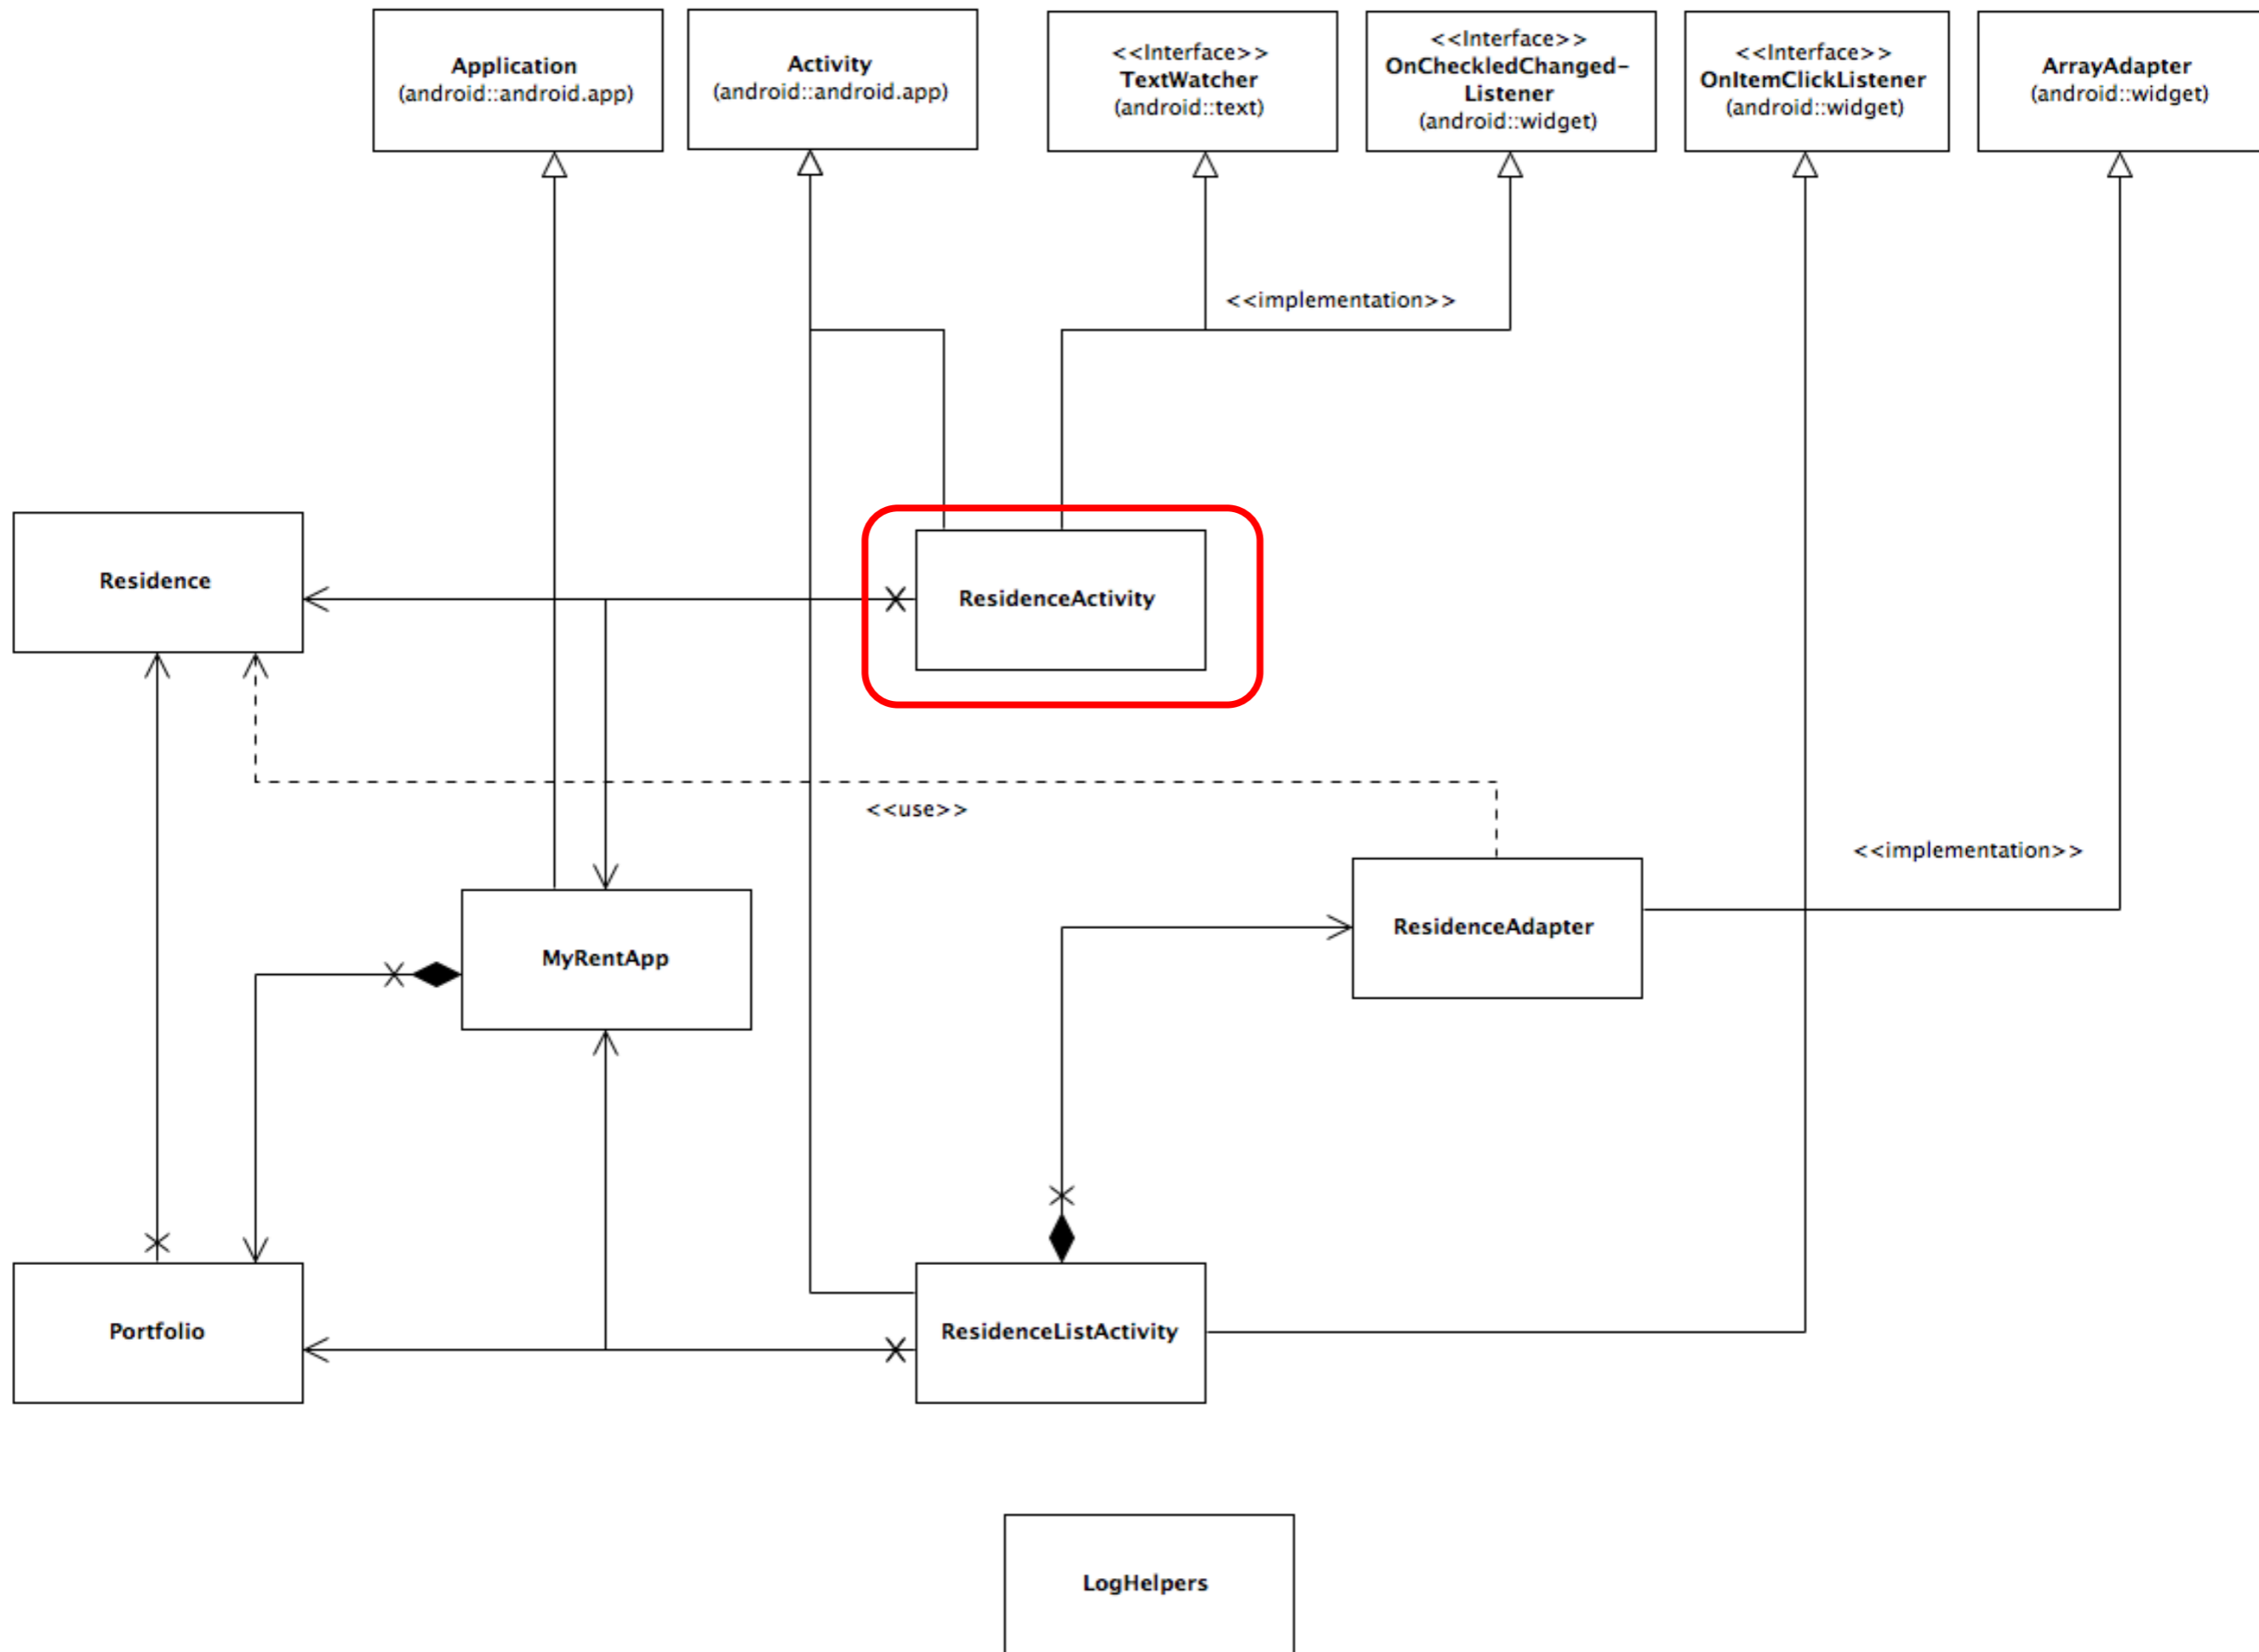 Application
(android::android.app)
Activity
(android::android.app)
<<Interface>>
TextWatcher
(android::text)
<<Interface>>
OnCheckledChanged-
Listener
(android::widget)
<<Interface>>
OnItemClickListener
(android::widget)
ArrayAdapter
(android::widget)
<<implementation>>
Residence
ResidenceActivity
<<use>>
<<implementation>>
ResidenceAdapter
MyRentApp
Portfolio
ResidenceListActivity
LogHelpers